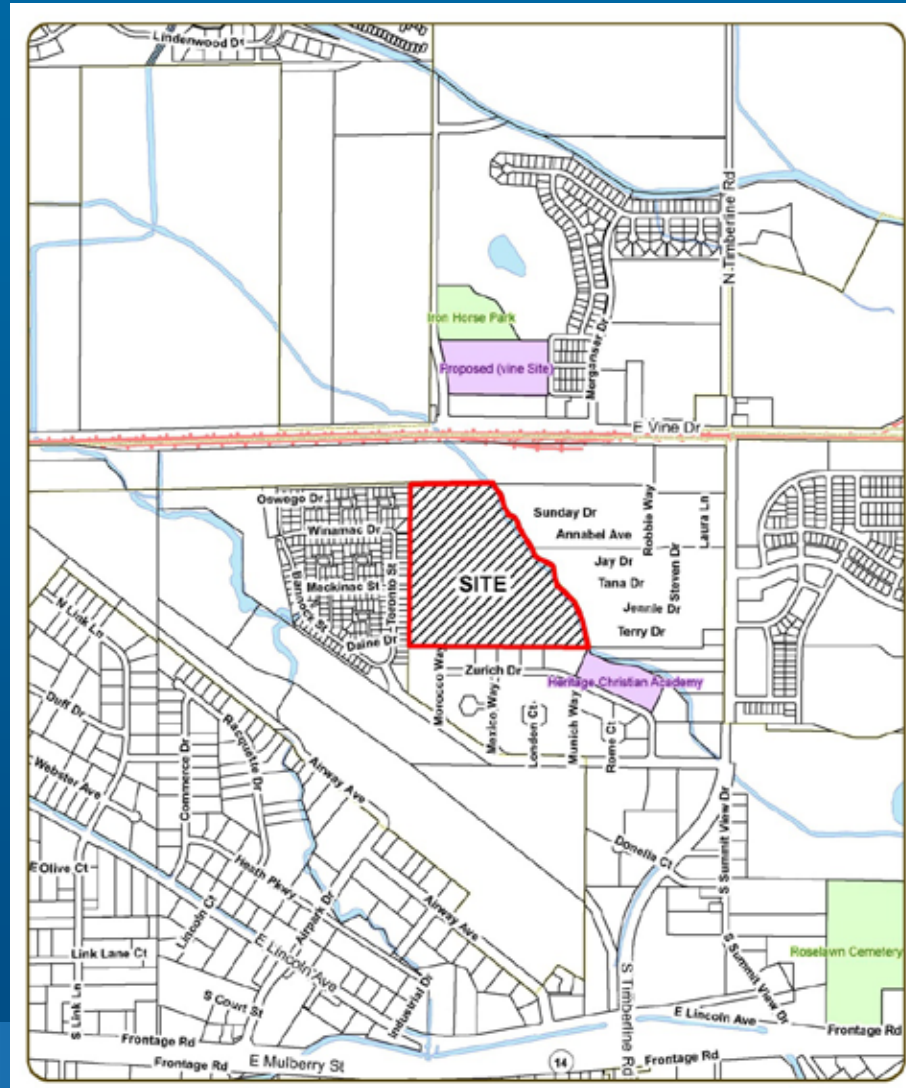 Lindenwood Dr
N Timberline Rd
Iron Horse Park
Proposed (vine Site)
Morganser Dr
E Vine Dr
Oswego Dr
Winamac Dr
Mackinac St
Bannock St
Toronto St
Daine Dr
SITE
Sunday Dr
Annabel Ave
Robbie Way
Laura Ln
Jay Dr
Tana Dr
Steven Dr
Jennie Dr
Terry Dr
N Link Ln
Zurich Dr
Heritage Christian Academy
Morocco Way
Mexico Way
London Ct
Munich Way
Rome Ct
Duff Dr
Racquette Dr
Commerce Dr
Webster Ave
Airway Ave
Donella Ct
S Summit View Dr
E Olive Ct
Heath Pkwy
Lincoln Ct
Airpark Dr
Airway Ave
Link Lane Ct
E Lincoln Ave
Roselawn Cemetery
S Summit View Dr
S Link Ln
S Court St
Industrial Dr
S Timberline Rd
E Lincoln Ave
Frontage Rd
Frontage Rd
E Mulberry St
Frontage Rd
14
Frontage Rd